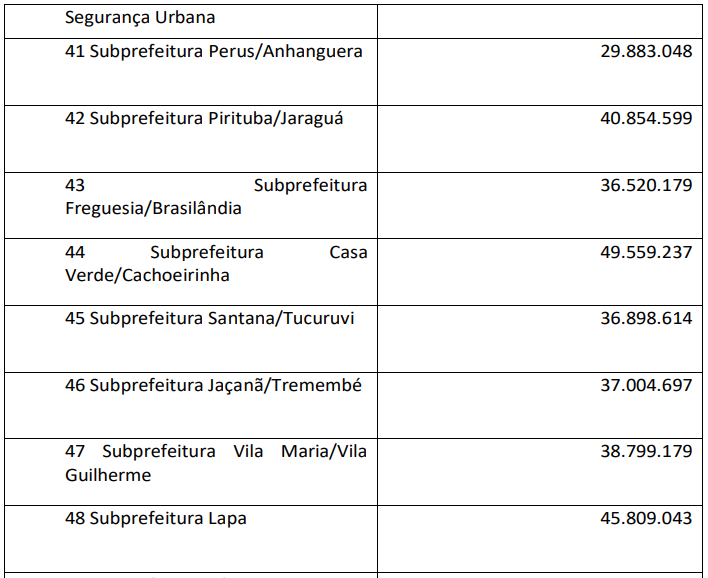 Segurança Urbana
41 Subprefeitura Perus/Anhanguera 29.883.048
42 Subprefeitura Pirituba/Jaraguá 40.854.599
43 Subprefeitura 36.520.179
Freguesia/Brasilândia
44 Subprefeitura Casa 49.559.237
Verde/Cachoeirinha
45 Subprefeitura Santana/Tucuruvi 36.898.614
46 Subprefeitura Jaçanã/Tremembé 37.004.697
47 Subprefeitura Vila Maria/Vila 38.799.179
Guilherme
48 Subprefeitura Lapa 45.809.043